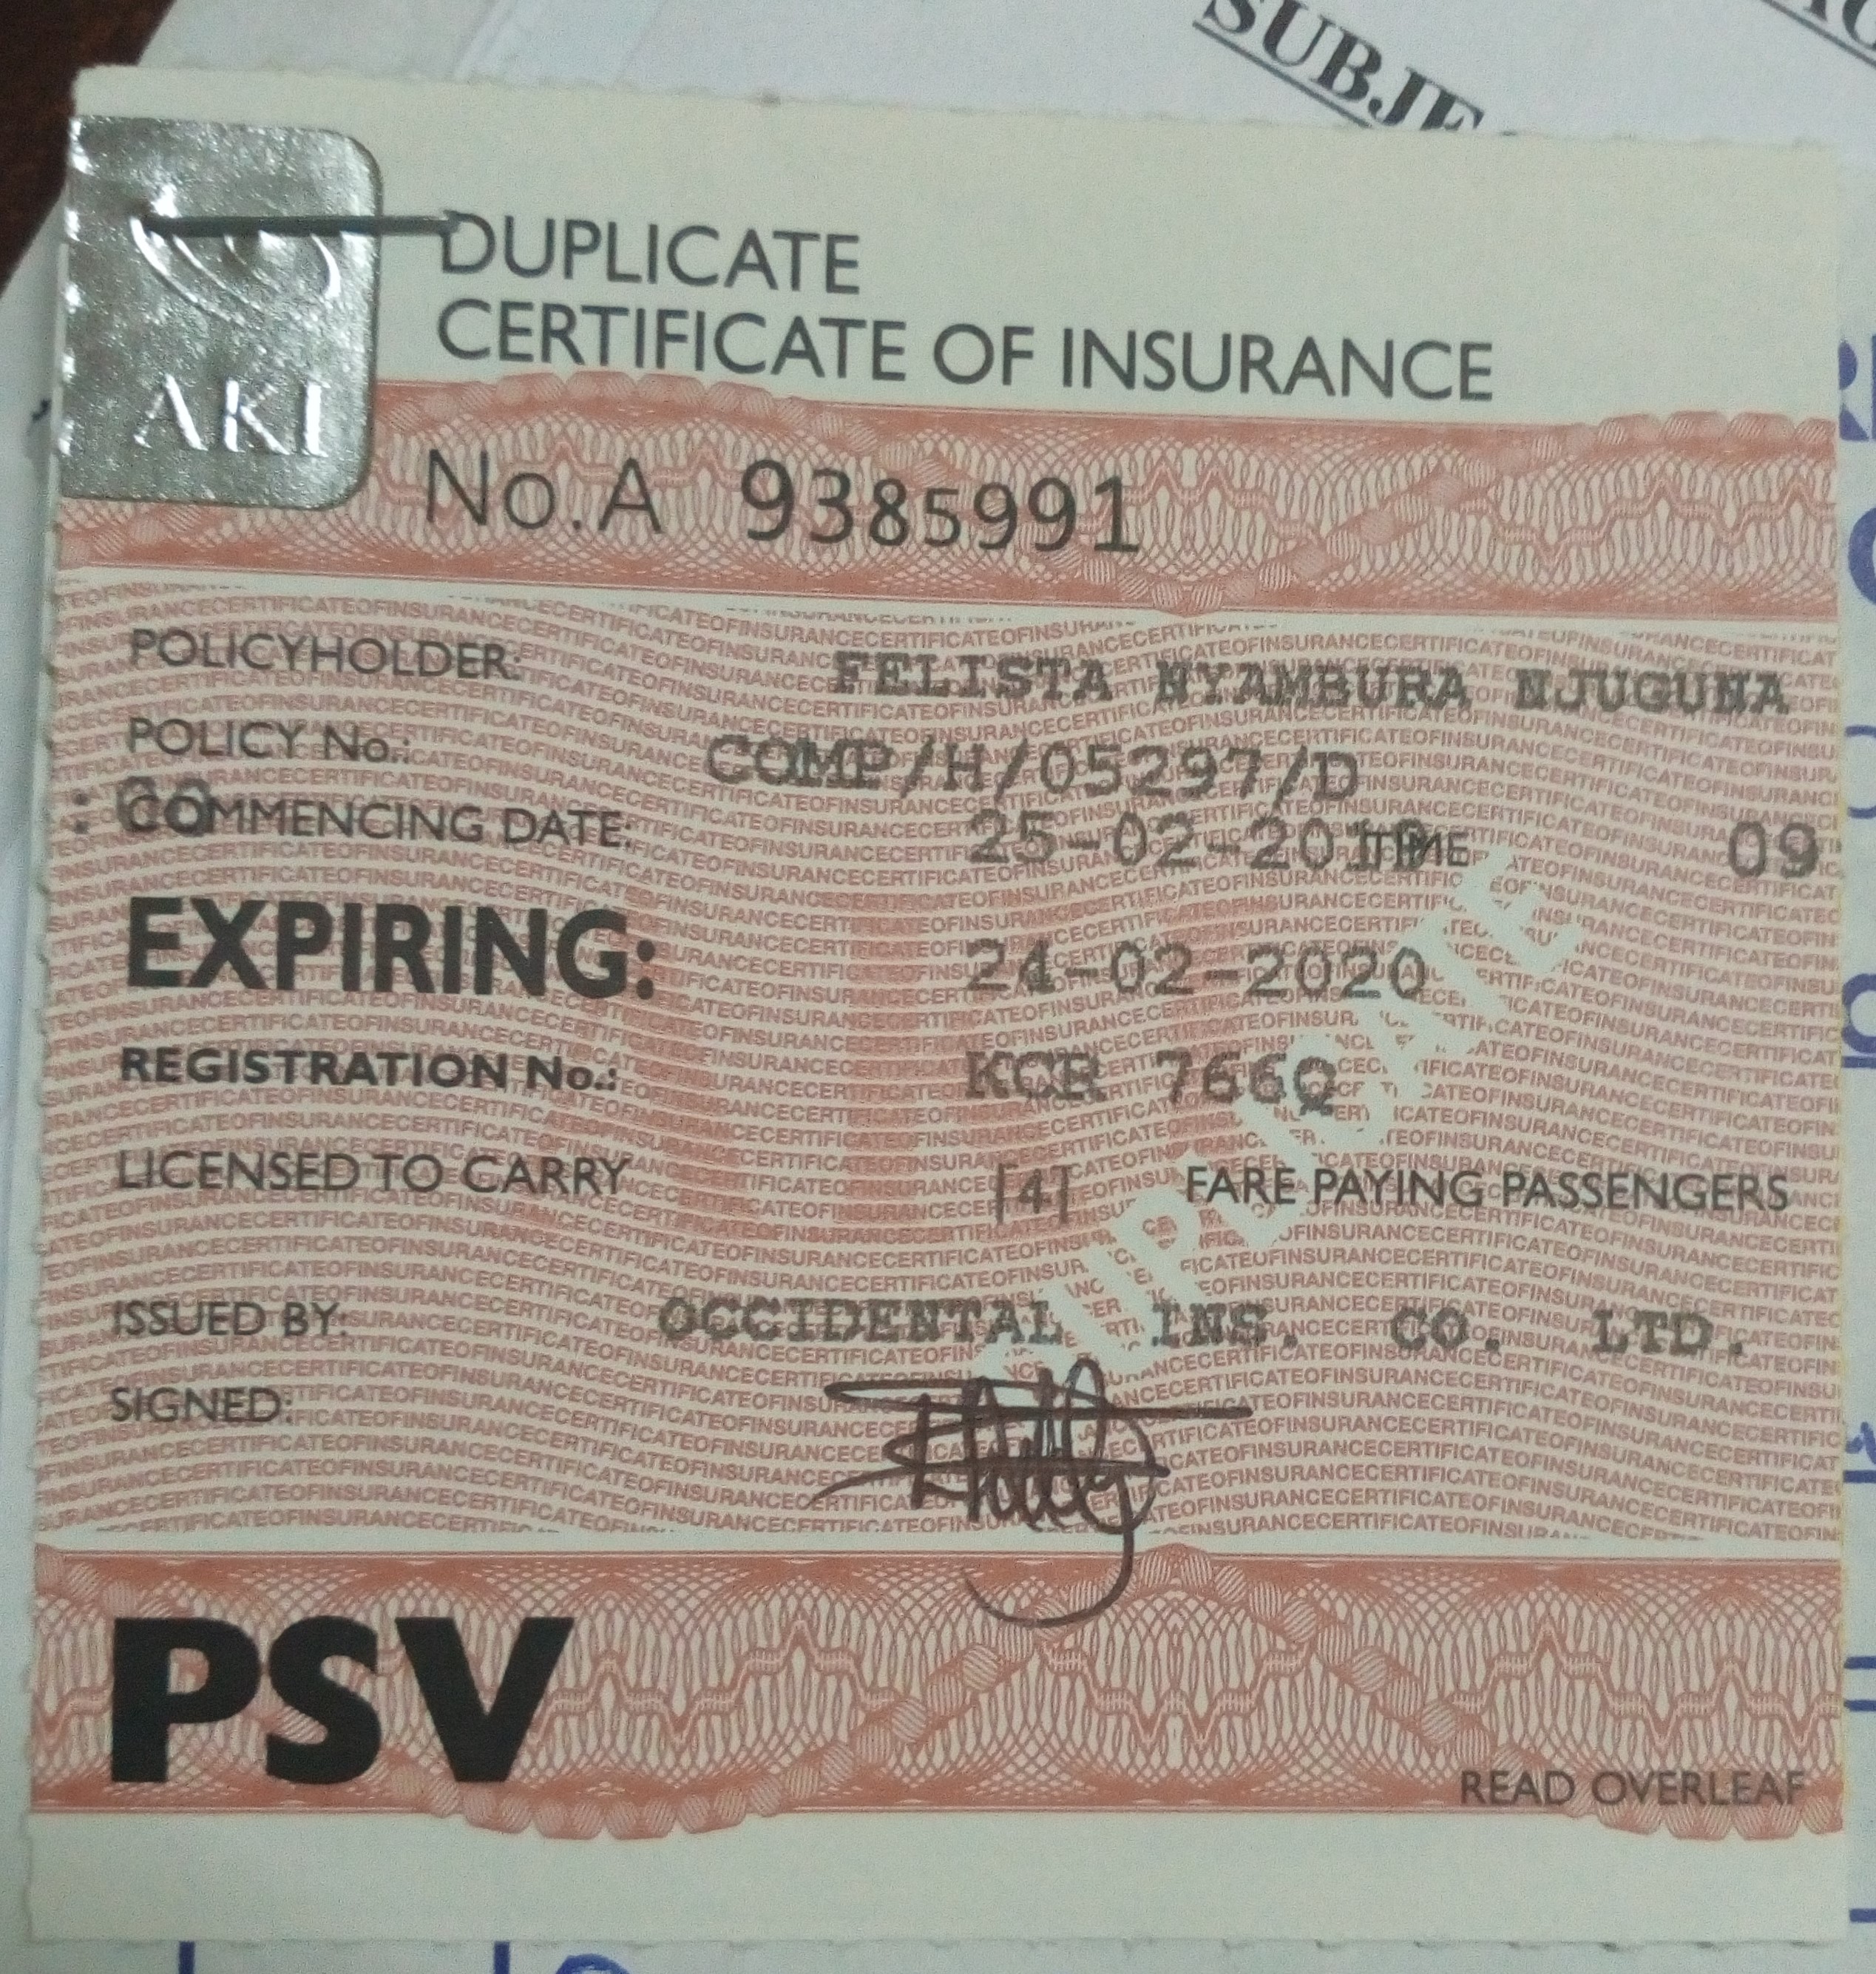 SUBJE
AKI
DUPLICATE
CERTIFICATE OF INSURANCE
No.A 9385991
POLICYHOLDER: FELISTA NYAMBURA NJUGUNA
POLICY No.: COMP/H/05297/D
COMMENCING DATE: 25-02-2019 TIME 09
: 00
EXPIRING: 24-02-2020
REGISTRATION No.: KCR 766Q
LICENSED TO CARRY [4] FARE PAYING PASSENGERS
DUPLICATE
ISSUED BY: OCCIDENTAL INS. CO. LTD.
SIGNED:
PSV
READ OVERLEAF